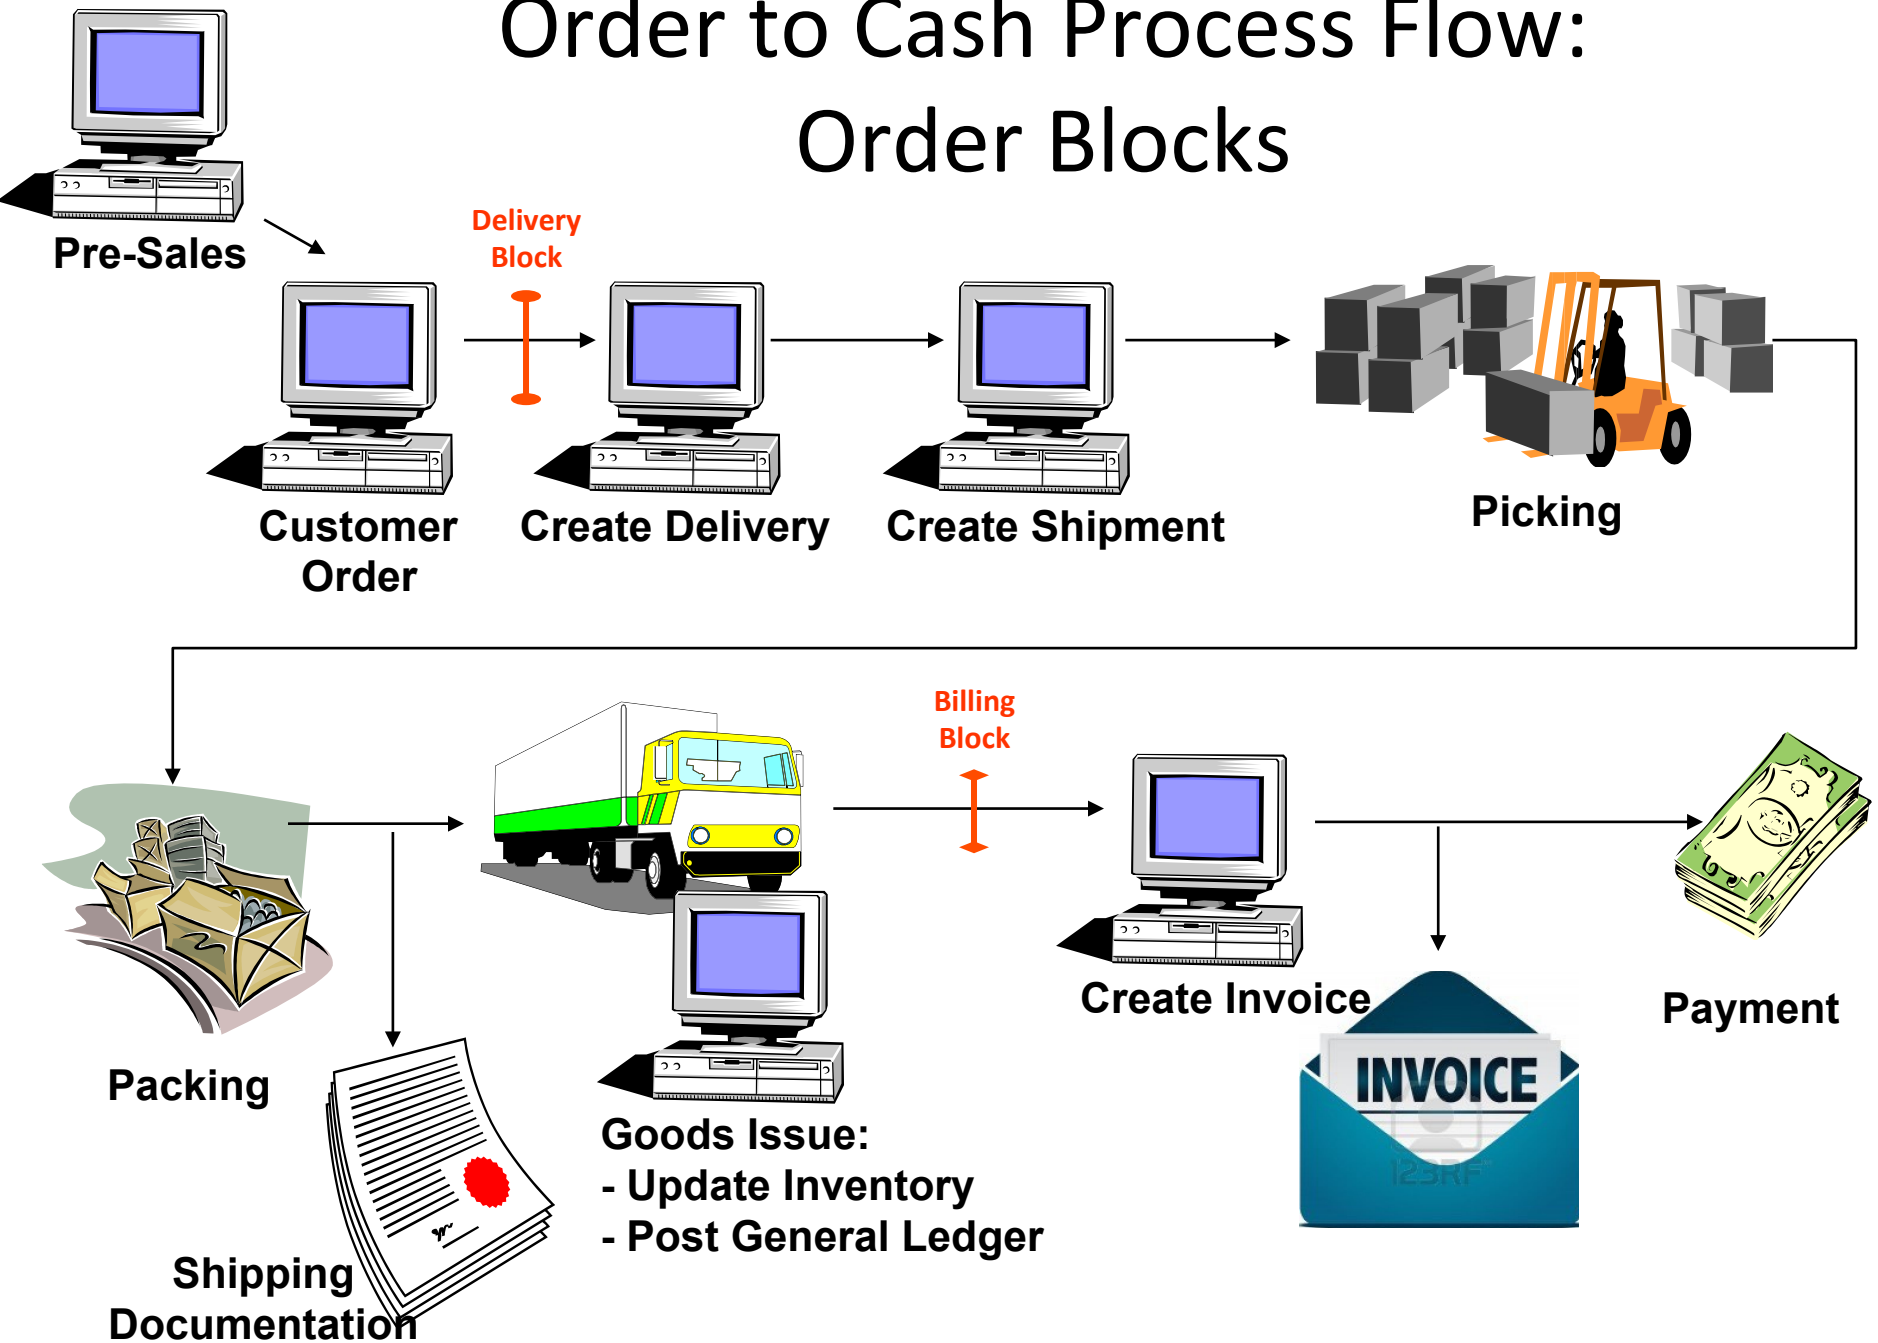 Order to Cash Process Flow:
Order Blocks
Pre-Sales
Delivery
Block
Customer
Order
Create Delivery
Create Shipment
Picking
Billing
Block
Packing
Shipping
Documentation
Goods Issue:
- Update Inventory
- Post General Ledger
Create Invoice
INVOICE
123RF
Payment